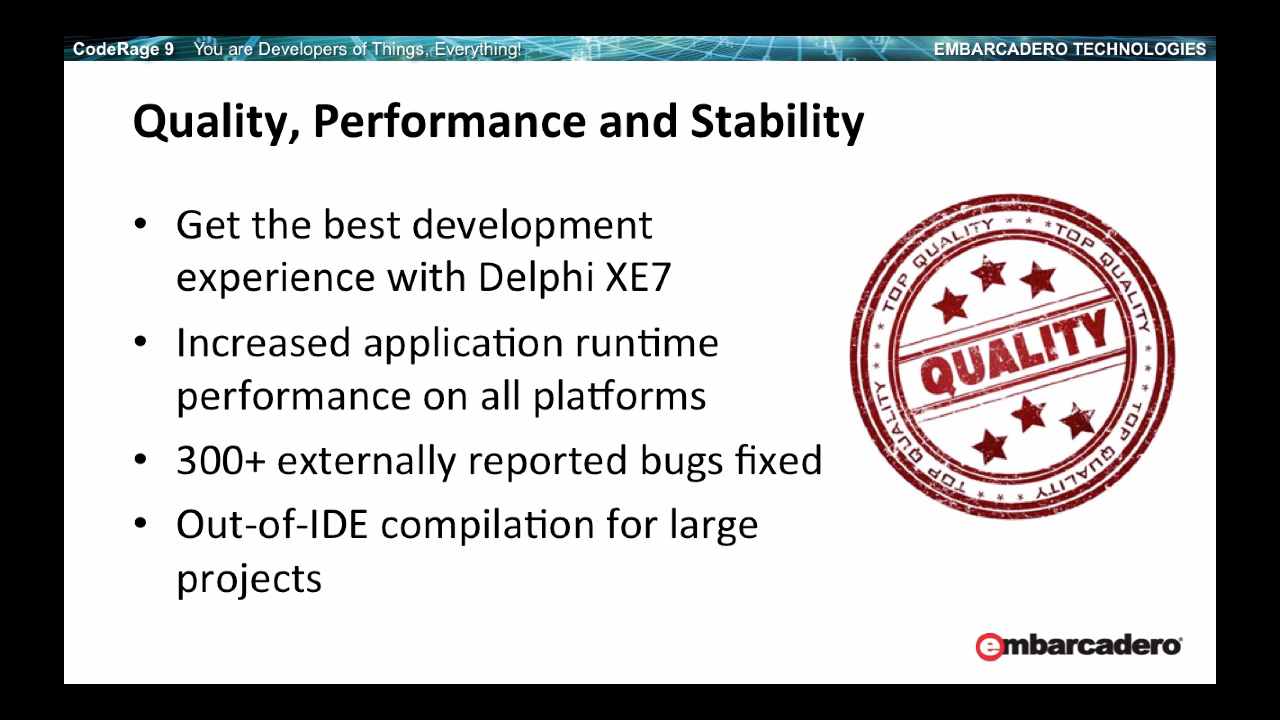 CodeRage 9 You are Developers of Things, Everything!
EMBARCADERO TECHNOLOGIES
Quality, Performance and Stability
• Get the best development
experience with Delphi XE7
• Increased application runtime
performance on all platforms
• 300+ externally reported bugs fixed
• Out-of-IDE compilation for large
projects
TOP QUALITY * * * TOP QUALITY * * * TOP QUALITY * * * TOP QUALITY * * *
QUALITY
embarcadero®